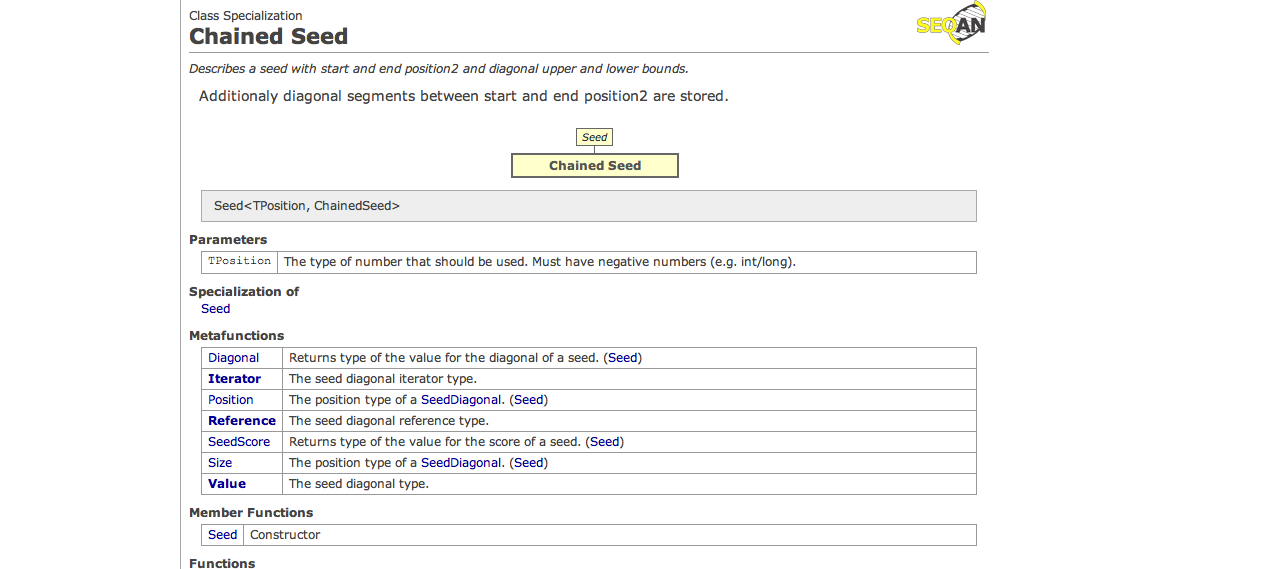 Class Specialization
SEQAN
Chained Seed
Describes a seed with start and end position2 and diagonal upper and lower bounds.
Additionaly diagonal segments between start and end position2 are stored.
Seed
Chained Seed
Seed<TPosition, ChainedSeed>
Parameters
TPosition The type of number that should be used. Must have negative numbers (e.g. int/long).
Specialization of
Seed
Metafunctions
Diagonal Returns type of the value for the diagonal of a seed. (Seed)
Iterator The seed diagonal iterator type.
Position The position type of a SeedDiagonal. (Seed)
Reference The seed diagonal reference type.
SeedScore Returns type of the value for the score of a seed. (Seed)
Size The position type of a SeedDiagonal. (Seed)
Value The seed diagonal type.
Member Functions
Seed Constructor
Functions